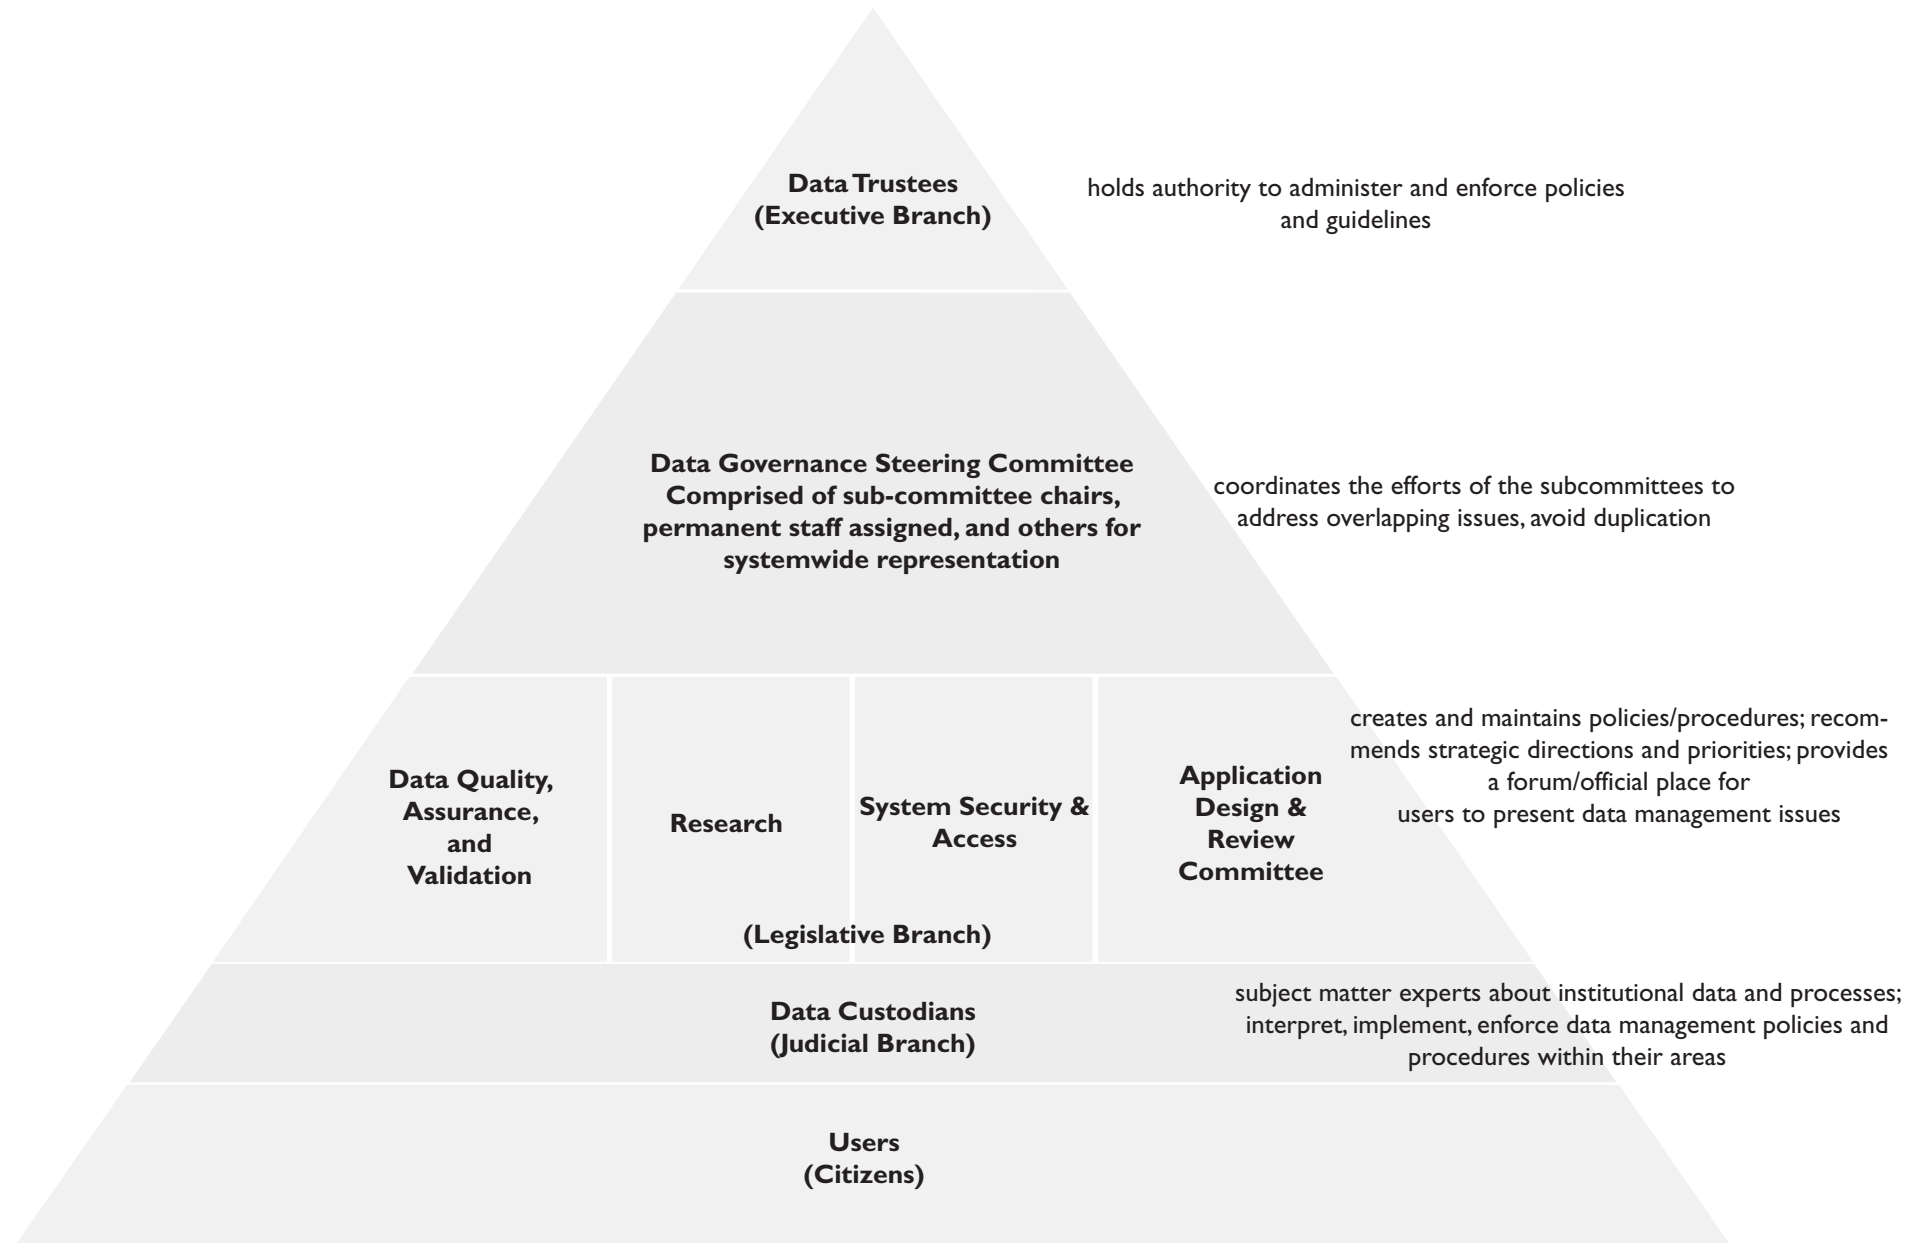 Data Trustees
(Executive Branch)
holds authority to administer and enforce policies
and guidelines
Data Governance Steering Committee
Comprised of sub-committee chairs,
permanent staff assigned, and others for
systemwide representation
coordinates the efforts of the subcommittees to
address overlapping issues, avoid duplication
Data Quality,
Assurance,
and
Validation
Research
System Security &
Access
Application
Design &
Review
Committee
(Legislative Branch)
creates and maintains policies/procedures; recom-
mends strategic directions and priorities; provides
a forum/official place for
users to present data management issues
Data Custodians
(Judicial Branch)
subject matter experts about institutional data and processes;
interpret, implement, enforce data management policies and
procedures within their areas
Users
(Citizens)